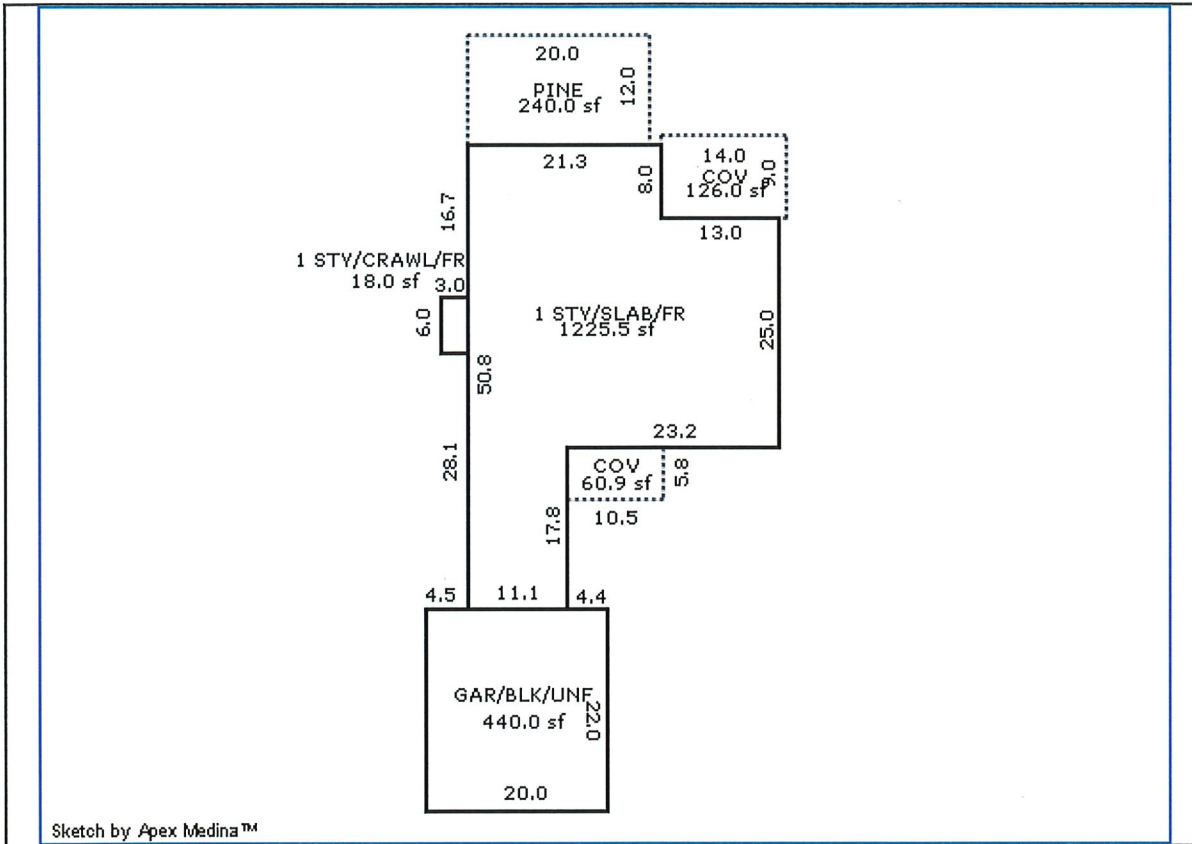 20.0
PINE
240.0 sf
12.0
21.3
8.0
14.0
COV
126.0 sf
9.0
13.0
16.7
1 STY/CRAWL/FR
18.0 sf
3.0
6.0
1 STY/SLAB/FR
1225.5 sf
25.0
50.8
28.1
23.2
COV
60.9 sf
5.8
10.5
17.8
4.5
11.1
4.4
GAR/BLK/UNF
440.0 sf
22.0
20.0
Sketch by Apex Medina™